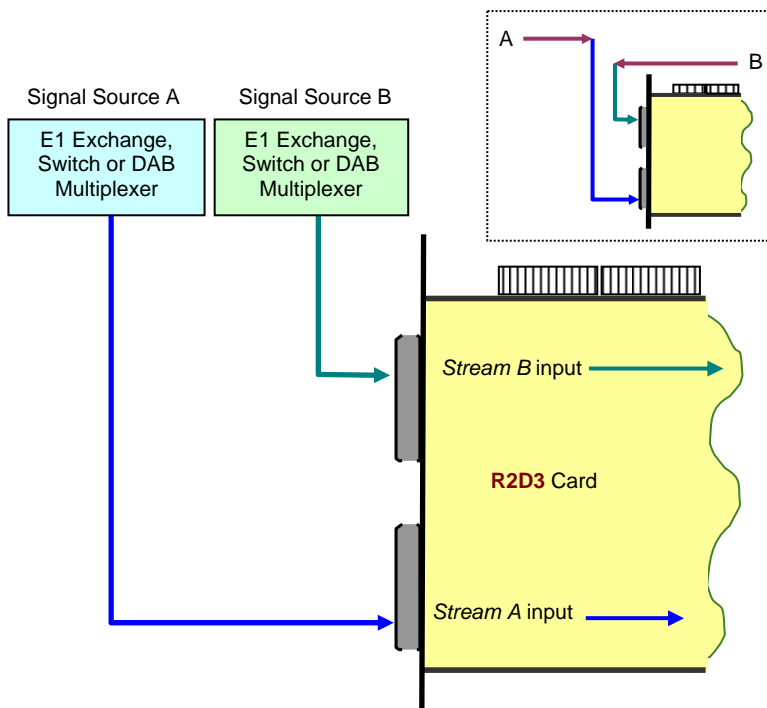 A
B
Signal Source A
Signal Source B
E1 Exchange,
Switch or DAB
Multiplexer
E1 Exchange,
Switch or DAB
Multiplexer
Stream B input
R2D3 Card
Stream A input